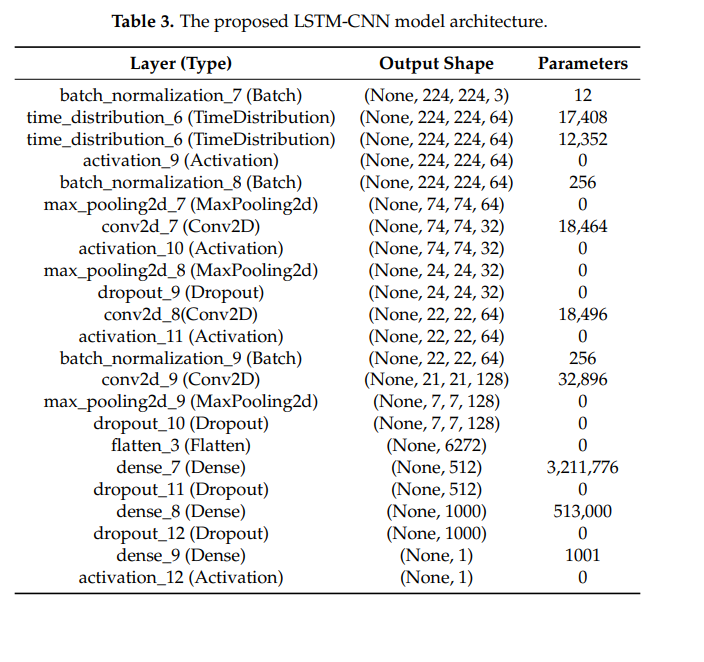 Table 3. The proposed LSTM-CNN model architecture.
Layer (Type) Output Shape Parameters
batch_normalization_7 (Batch) (None, 224, 224, 3) 12
time_distribution_6 (TimeDistribution) (None, 224, 224, 64) 17,408
time_distribution_6 (TimeDistribution) (None, 224, 224, 64) 12,352
activation_9 (Activation) (None, 224, 224, 64) 0
batch_normalization_8 (Batch) (None, 224, 224, 64) 256
max_pooling2d_7 (MaxPooling2d) (None, 74, 74, 64) 0
conv2d_7 (Conv2D) (None, 74, 74, 32) 18,464
activation_10 (Activation) (None, 74, 74, 32) 0
max_pooling2d_8 (MaxPooling2d) (None, 24, 24, 32) 0
dropout_9 (Dropout) (None, 24, 24, 32) 0
conv2d_8(Conv2D) (None, 22, 22, 64) 18,496
activation_11 (Activation) (None, 22, 22, 64) 0
batch_normalization_9 (Batch) (None, 22, 22, 64) 256
conv2d_9 (Conv2D) (None, 21, 21, 128) 32,896
max_pooling2d_9 (MaxPooling2d) (None, 7, 7, 128) 0
dropout_10 (Dropout) (None, 7, 7, 128) 0
flatten_3 (Flatten) (None, 6272) 0
dense_7 (Dense) (None, 512) 3,211,776
dropout_11 (Dropout) (None, 512) 0
dense_8 (Dense) (None, 1000) 513,000
dropout_12 (Dropout) (None, 1000) 0
dense_9 (Dense) (None, 1) 1001
activation_12 (Activation) (None, 1) 0